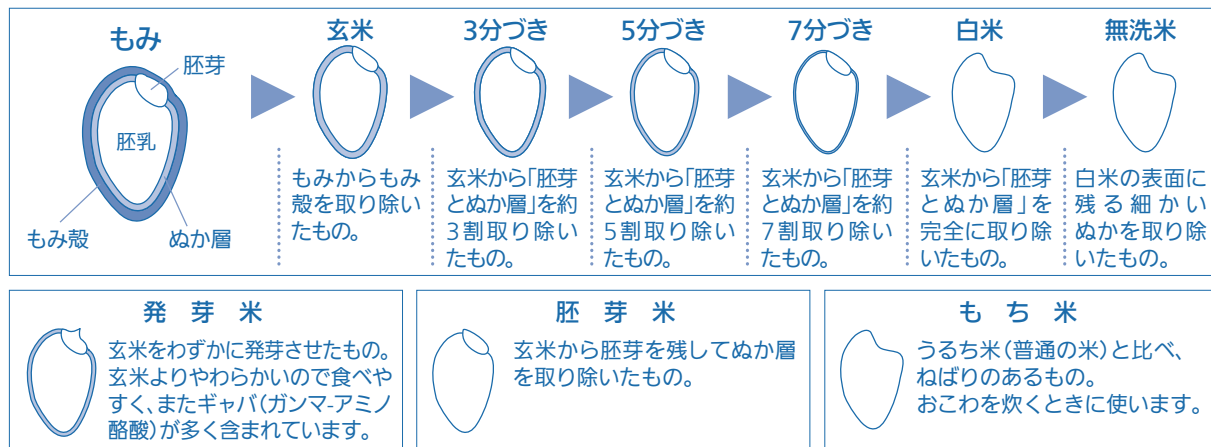 もみ
胚芽
胚乳
もみ殻
ぬか層
玄米
もみからもみ
殻を取り除い
たもの。
3分づき
玄米から「胚芽
とぬか層」を約
3割取り除い
たもの。
5分づき
玄米から「胚芽
とぬか層」を約
5割取り除い
たもの。
7分づき
玄米から「胚芽
とぬか層」を約
7割取り除い
たもの。
白米
玄米から「胚芽
とぬか層」を
完全に取り除
いたもの。
無洗米
白米の表面に
残る細かい
ぬかを取り除
いたもの。
発芽米
玄米をわずかに発芽させたもの。
玄米よりやわらかいので食べや
すく、またギャバ(ガンマ-アミノ
酪酸)が多く含まれています。
胚芽米
玄米から胚芽を残してぬか層
を取り除いたもの。
もち米
うるち米(普通の米)と比べ、
ねばりのあるもの。
おこわを炊くときに使います。